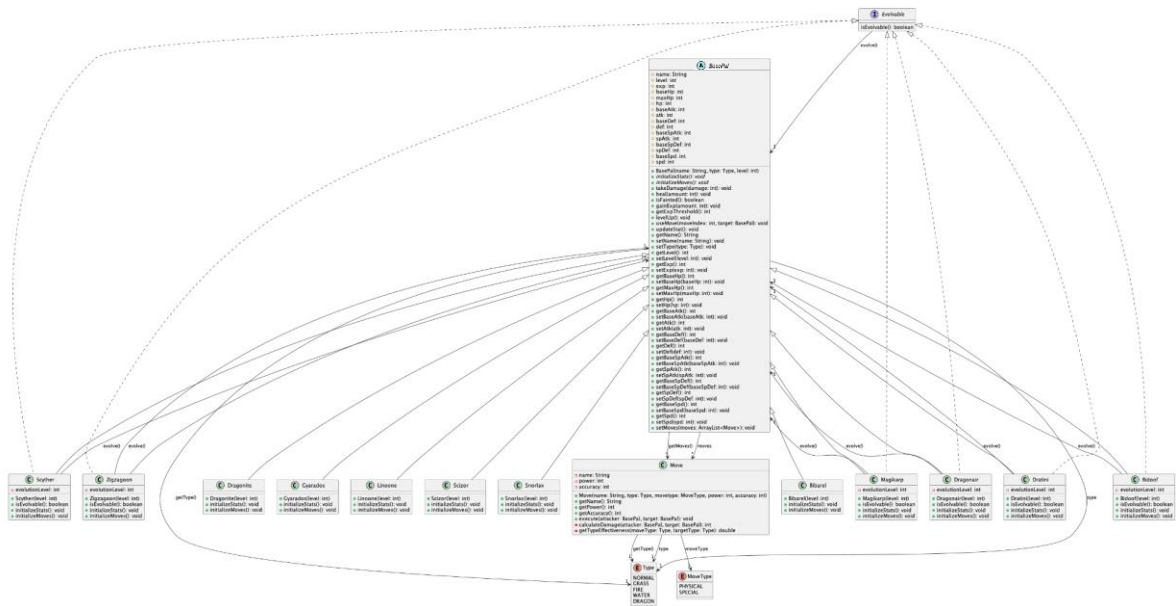 I Evolvable
isEvolvable(): boolean
evolve()
A BasePal
name: String
level: int
exp: int
baseHp: int
maxHp: int
hp: int
baseAtk: int
atk: int
baseDef: int
def: int
baseSpAtk: int
spAtk: int
baseSpDef: int
spDef: int
baseSpd: int
spd: int
BasePal(name: String, type: Type, level: int)
initializeStats(): void
initializeMoves(): void
takeDamage(damage: int): void
heal(amount: int): void
isFainted(): boolean
gainExp(amount: int): void
getExpThreshold(): int
levelUp(): void
useMove(moveIndex: int, target: BasePal): void
updateStat(): void
getName(): String
setName(name: String): void
setType(type: Type): void
getLevel(): int
setLevel(level: int): void
getExp(): int
setExp(exp: int): void
getBaseHp(): int
setBaseHp(baseHp: int): void
getMaxHp(): int
setMaxHp(maxHp: int): void
getHp(): int
setHp(hp: int): void
getBaseAtk(): int
setBaseAtk(baseAtk: int): void
getAtk(): int
setAtk(atk: int): void
getBaseDef(): int
setBaseDef(baseDef: int): void
getDef(): int
setDef(def: int): void
getBaseSpAtk(): int
setBaseSpAtk(baseSpAtk: int): void
getSpAtk(): int
setSpAtk(spAtk: int): void
getBaseSpDef(): int
setBaseSpDef(baseSpDef: int): void
getSpDef(): int
setSpDef(spDef: int): void
getBaseSpd(): int
setBaseSpd(baseSpd: int): void
getSpd(): int
setSpd(spd: int): void
setMoves(moves: ArrayList<Move>): void
evolve()
evolve()
getMoves()
moves
evolve()
evolve()
evolve()
evolve()
C Scyther
evolutionLevel: int
Scyther(level: int)
isEvolvable(): boolean
initializeStats(): void
initializeMoves(): void
C Zigzagoon
evolutionLevel: int
Zigzagoon(level: int)
isEvolvable(): boolean
initializeStats(): void
initializeMoves(): void
getType()
C Dragonite
Dragonite(level: int)
initializeStats(): void
initializeMoves(): void
C Gyarados
Gyarados(level: int)
initializeStats(): void
initializeMoves(): void
C Linoone
Linoone(level: int)
initializeStats(): void
initializeMoves(): void
C Scizor
Scizor(level: int)
initializeStats(): void
initializeMoves(): void
C Snorlax
Snorlax(level: int)
initializeStats(): void
initializeMoves(): void
C Move
name: String
power: int
accuracy: int
Move(name: String, type: Type, movetype: MoveType, power: int, accuracy: int)
getName(): String
getPower(): int
getAccuracy(): int
execute(attacker: BasePal, target: BasePal): void
calculateDamage(attacker: BasePal, target: BasePal): int
getTypeEffectiveness(moveType: Type, targetType: Type): double
C Bibarel
Bibarel(level: int)
initializeStats(): void
initializeMoves(): void
C Magikarp
evolutionLevel: int
Magikarp(level: int)
isEvolvable(): boolean
initializeStats(): void
initializeMoves(): void
C Dragonair
evolutionLevel: int
Dragonair(level: int)
isEvolvable(): boolean
initializeStats(): void
initializeMoves(): void
C Dratini
evolutionLevel: int
Dratini(level: int)
isEvolvable(): boolean
initializeStats(): void
initializeMoves(): void
type
C Bidoof
evolutionLevel: int
Bidoof(level: int)
isEvolvable(): boolean
initializeStats(): void
initializeMoves(): void
getType()
type
moveType
E Type
NORMAL
GRASS
FIRE
WATER
DRAGON
E MoveType
PHYSICAL
SPECIAL